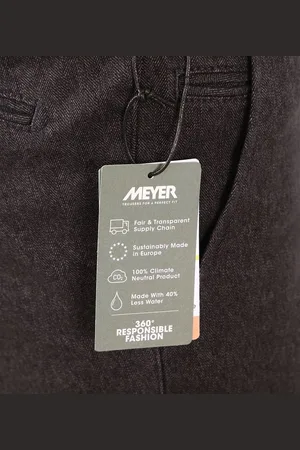 MEYER
TROUSERS FOR A PERFECT FIT
Fair & Transparent
Supply Chain
Sustainably Made
in Europe
CO₂
100% Climate
Neutral Product
Made With 40%
Less Water
360°
RESPONSIBLE
FASHION